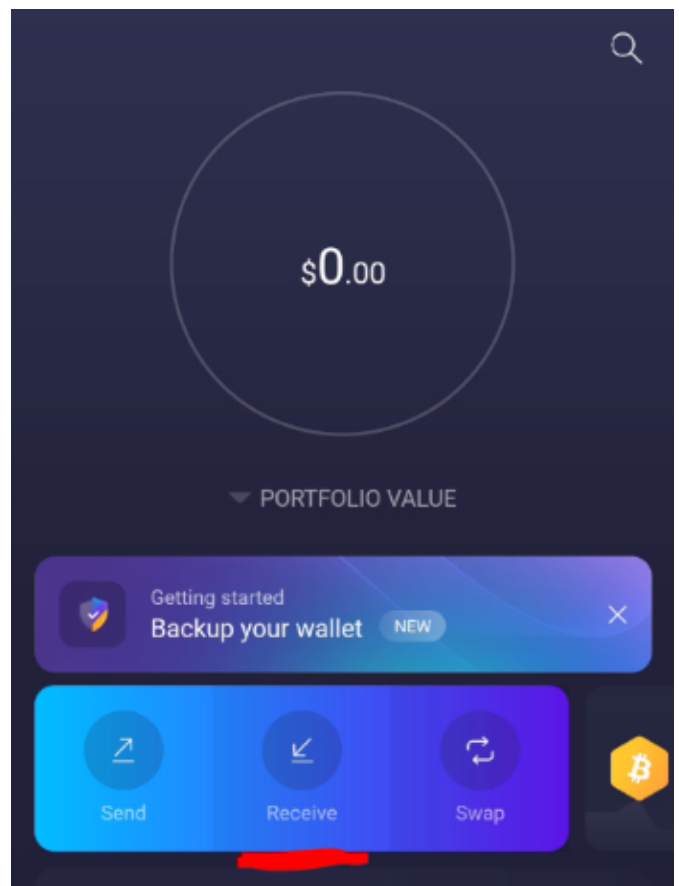 $0.00
PORTFOLIO VALUE
Getting started
Backup your wallet NEW
Send Receive Swap